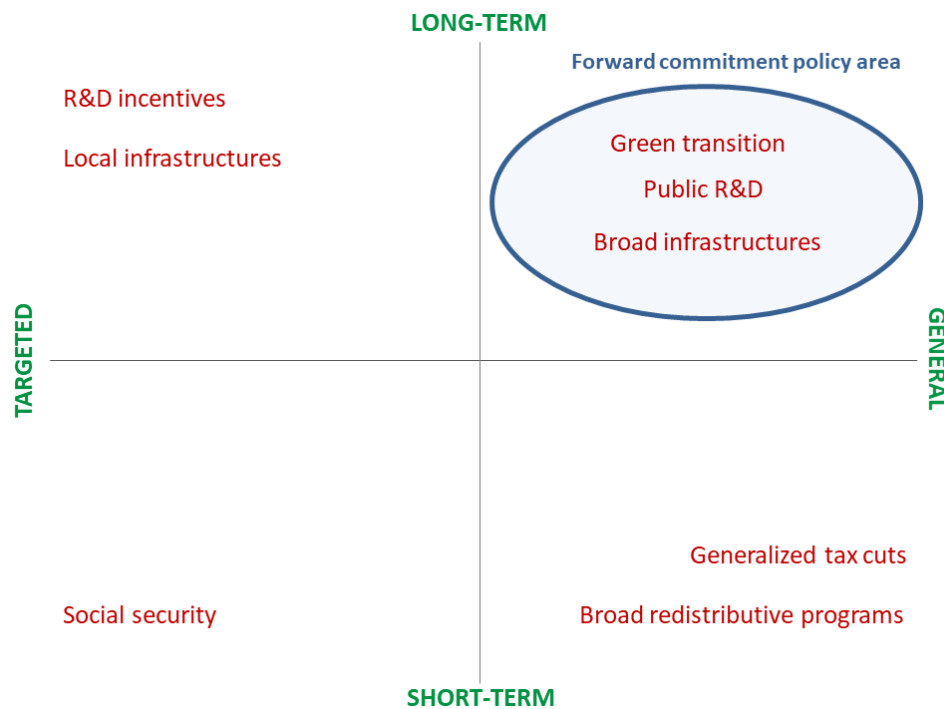 LONG-TERM
Forward commitment policy area
R&D incentives
Local infrastructures
Green transition
Public R&D
Broad infrastructures
TARGETED
GENERAL
Generalized tax cuts
Social security
Broad redistributive programs
SHORT-TERM